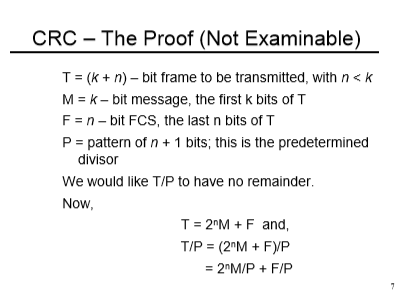 CRC – The Proof (Not Examinable)
T = (k + n) – bit frame to be transmitted, with n < k
M = k – bit message, the first k bits of T
F = n – bit FCS, the last n bits of T
P = pattern of n + 1 bits; this is the predetermined
divisor
We would like T/P to have no remainder.
Now,
T = 2ⁿM + F and,
T/P = (2ⁿM + F)/P
= 2ⁿM/P + F/P
7